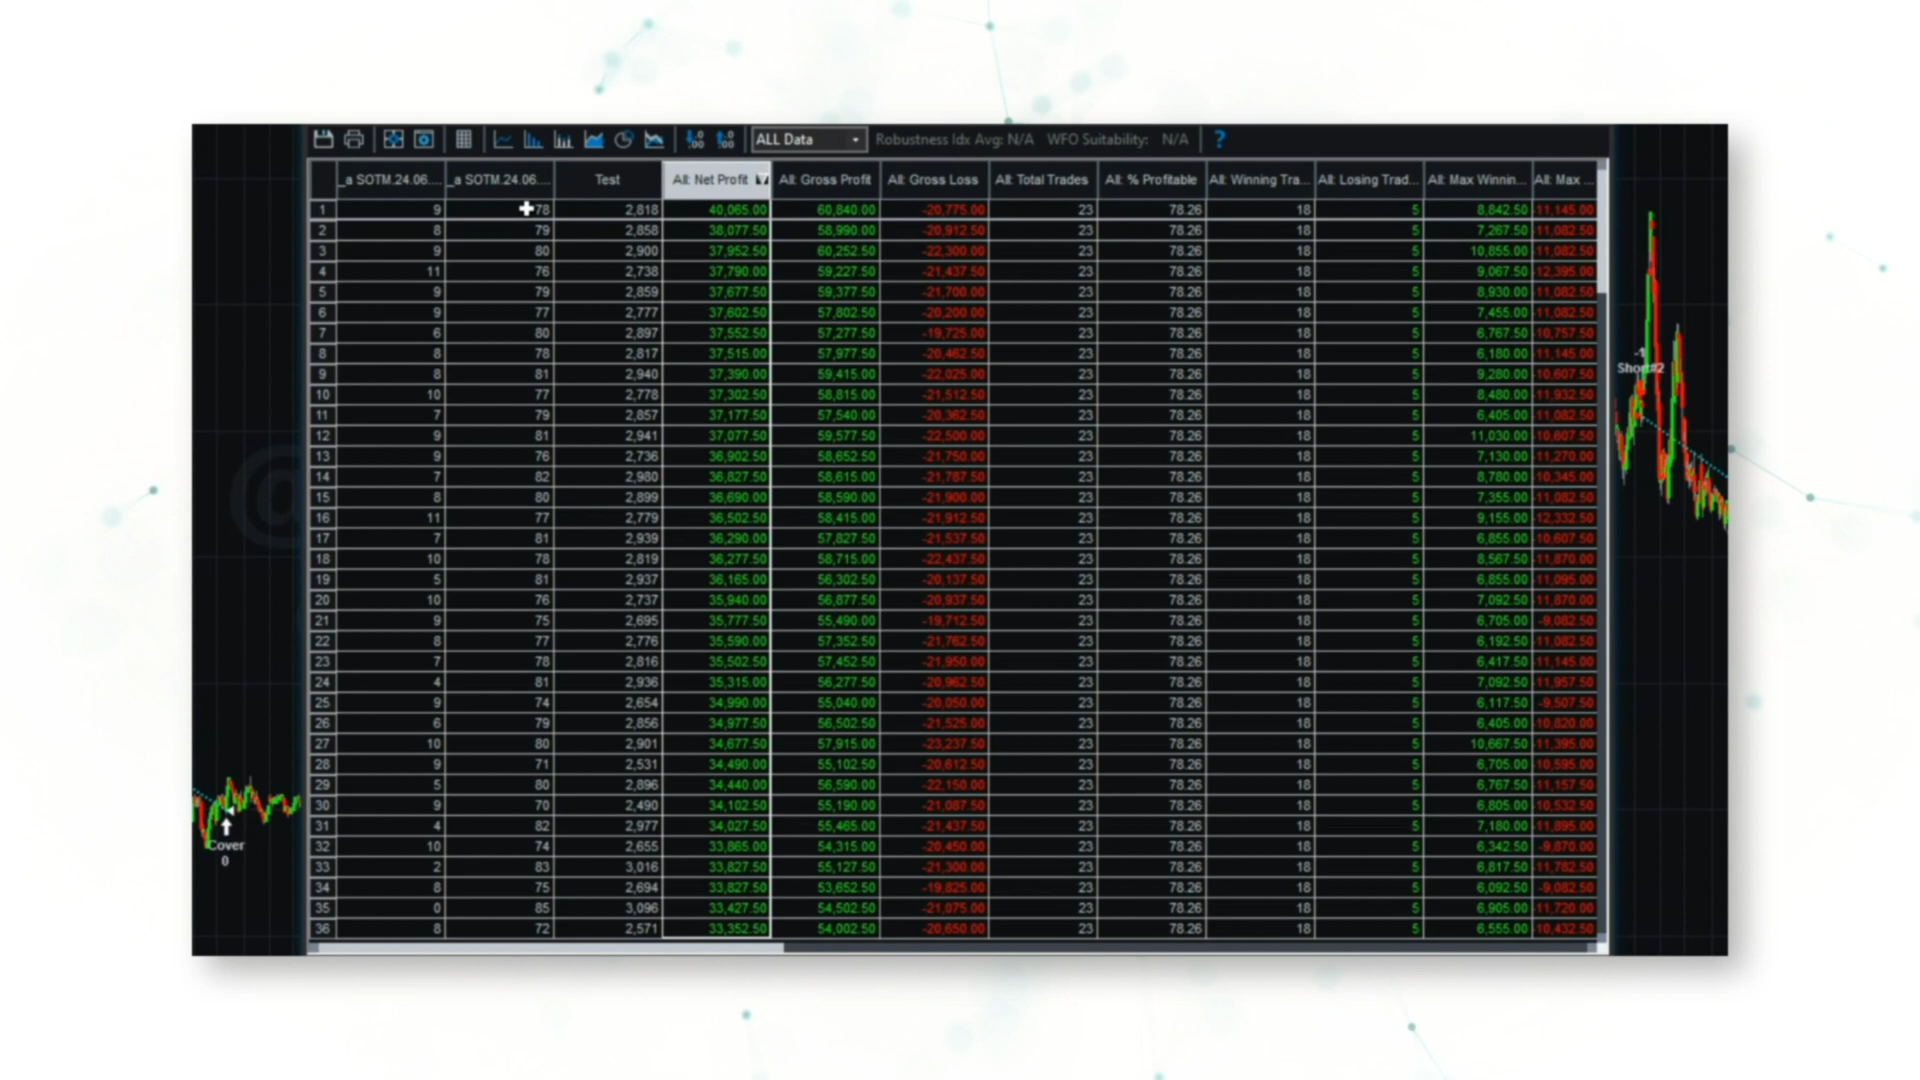 ALL Data Robustness Idx Avg: N/A WFO Suitability: N/A ?
_a SOTM.24.06.... _a SOTM.24.06.... Test All: Net Profit All: Gross Profit All: Gross Loss All: Total Trades All: % Profitable All: Winning Tra... All: Losing Trad... All: Max Winnin... All: Max ...
1 9 78 2,818 40,065.00 60,840.00 -20,775.00 23 78.26 18 5 8,842.50 -11,145.00
2 8 79 2,858 38,077.50 58,990.00 -20,912.50 23 78.26 18 5 7,267.50 -11,082.50
3 9 80 2,900 37,952.50 60,252.50 -22,300.00 23 78.26 18 5 10,855.00 -11,082.50
4 11 76 2,738 37,790.00 59,227.50 -21,437.50 23 78.26 18 5 9,067.50 -12,395.00
5 9 79 2,859 37,677.50 59,377.50 -21,700.00 23 78.26 18 5 8,930.00 -11,082.50
6 9 77 2,777 37,602.50 57,802.50 -20,200.00 23 78.26 18 5 7,455.00 -11,082.50
7 6 80 2,897 37,552.50 57,277.50 -19,725.00 23 78.26 18 5 6,767.50 -10,757.50
8 8 78 2,817 37,515.00 57,977.50 -20,462.50 23 78.26 18 5 6,180.00 -11,145.00
9 8 81 2,940 37,390.00 59,415.00 -22,025.00 23 78.26 18 5 9,280.00 -10,607.50
10 10 77 2,778 37,302.50 58,815.00 -21,512.50 23 78.26 18 5 8,480.00 -11,932.50
11 7 79 2,857 37,177.50 57,540.00 -20,362.50 23 78.26 18 5 6,405.00 -11,082.50
12 9 81 2,941 37,077.50 59,577.50 -22,500.00 23 78.26 18 5 11,030.00 -10,607.50
13 9 76 2,736 36,902.50 58,652.50 -21,750.00 23 78.26 18 5 7,130.00 -11,270.00
14 7 82 2,980 36,827.50 58,615.00 -21,787.50 23 78.26 18 5 8,780.00 -10,345.00
15 8 80 2,899 36,690.00 58,590.00 -21,900.00 23 78.26 18 5 7,355.00 -11,082.50
16 11 77 2,779 36,502.50 58,415.00 -21,912.50 23 78.26 18 5 9,155.00 -12,332.50
17 7 81 2,939 36,290.00 57,827.50 -21,537.50 23 78.26 18 5 6,855.00 -10,607.50
18 10 78 2,819 36,277.50 58,715.00 -22,437.50 23 78.26 18 5 8,567.50 -11,870.00
19 5 81 2,937 36,165.00 56,302.50 -20,137.50 23 78.26 18 5 6,855.00 -11,095.00
20 10 76 2,737 35,940.00 56,877.50 -20,937.50 23 78.26 18 5 7,092.50 -11,870.00
21 9 75 2,695 35,777.50 55,490.00 -19,712.50 23 78.26 18 5 6,705.00 -9,082.50
22 8 77 2,776 35,590.00 57,352.50 -21,762.50 23 78.26 18 5 6,192.50 -11,082.50
23 7 78 2,816 35,502.50 57,452.50 -21,950.00 23 78.26 18 5 6,417.50 -11,145.00
24 4 81 2,936 35,315.00 56,277.50 -20,962.50 23 78.26 18 5 7,092.50 -11,957.50
25 9 74 2,654 34,990.00 55,040.00 -20,050.00 23 78.26 18 5 6,117.50 -9,507.50
26 6 79 2,856 34,977.50 56,502.50 -21,525.00 23 78.26 18 5 6,405.00 -10,820.00
27 10 80 2,901 34,677.50 57,915.00 -23,237.50 23 78.26 18 5 10,667.50 -11,395.00
28 9 71 2,531 34,490.00 55,102.50 -20,612.50 23 78.26 18 5 6,705.00 -10,595.00
29 5 80 2,896 34,440.00 56,590.00 -22,150.00 23 78.26 18 5 6,767.50 -11,157.50
30 9 70 2,490 34,102.50 55,190.00 -21,087.50 23 78.26 18 5 6,805.00 -10,532.50
31 4 82 2,977 34,027.50 55,465.00 -21,437.50 23 78.26 18 5 7,180.00 -11,895.00
32 10 74 2,655 33,865.00 54,315.00 -20,450.00 23 78.26 18 5 6,342.50 -9,870.00
33 2 83 3,016 33,827.50 55,127.50 -21,300.00 23 78.26 18 5 6,817.50 -11,782.50
34 8 75 2,694 33,827.50 53,652.50 -19,825.00 23 78.26 18 5 6,092.50 -9,082.50
35 0 85 3,096 33,427.50 54,502.50 -21,075.00 23 78.26 18 5 6,905.00 -11,720.00
36 8 72 2,571 33,352.50 54,002.50 -20,650.00 23 78.26 18 5 6,555.00 -10,432.50
@
Cover
0
-1
Short#2